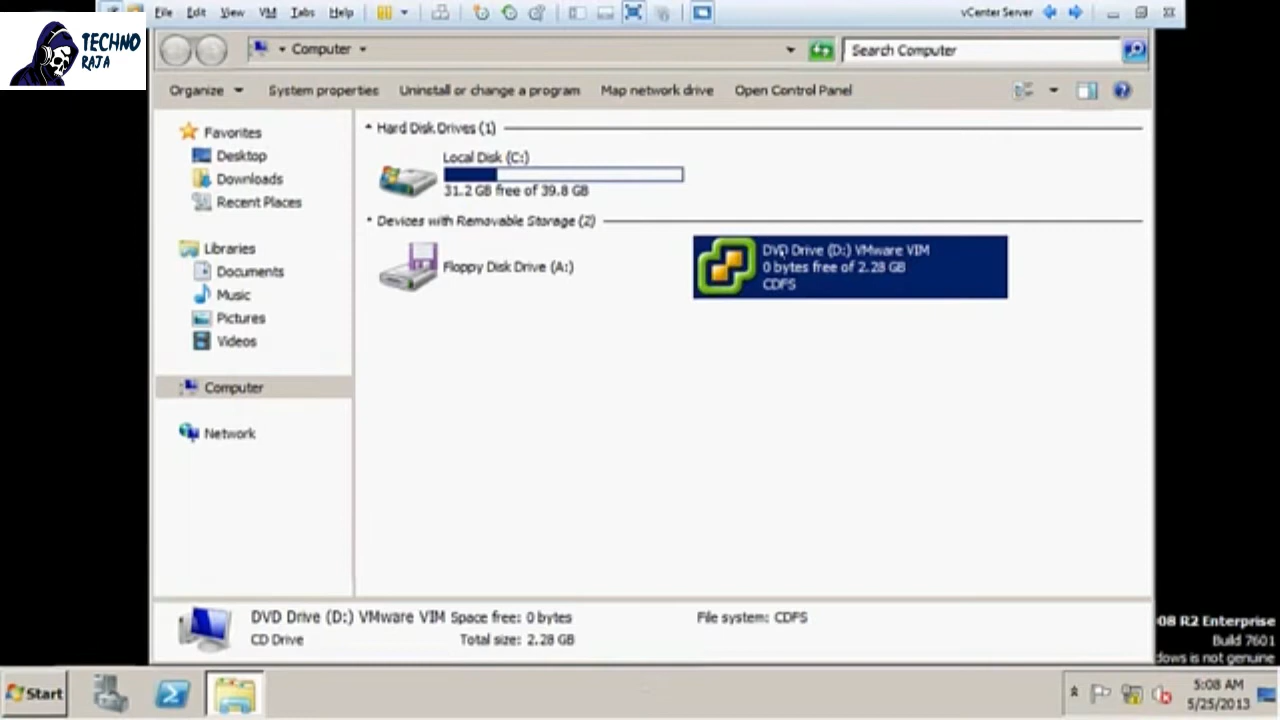 File Edit View VM Tabs Help vCenter Server
TECHNO
RAJA
Computer
Search Computer
Organize System properties Uninstall or change a program Map network drive Open Control Panel
Favorites
Desktop
Downloads
Recent Places
Libraries
Documents
Music
Pictures
Videos
Computer
Network
Hard Disk Drives (1)
Local Disk (C:)
31.2 GB free of 39.8 GB
Devices with Removable Storage (2)
Floppy Disk Drive (A:)
DVD Drive (D:) VMware VIM
0 bytes free of 2.28 GB
CDFS
DVD Drive (D:) VMware VIM Space free: 0 bytes File system: CDFS
CD Drive Total size: 2.28 GB
08 R2 Enterprise
Build 7601
dows is not genuine
Start
5:08 AM
5/25/2013